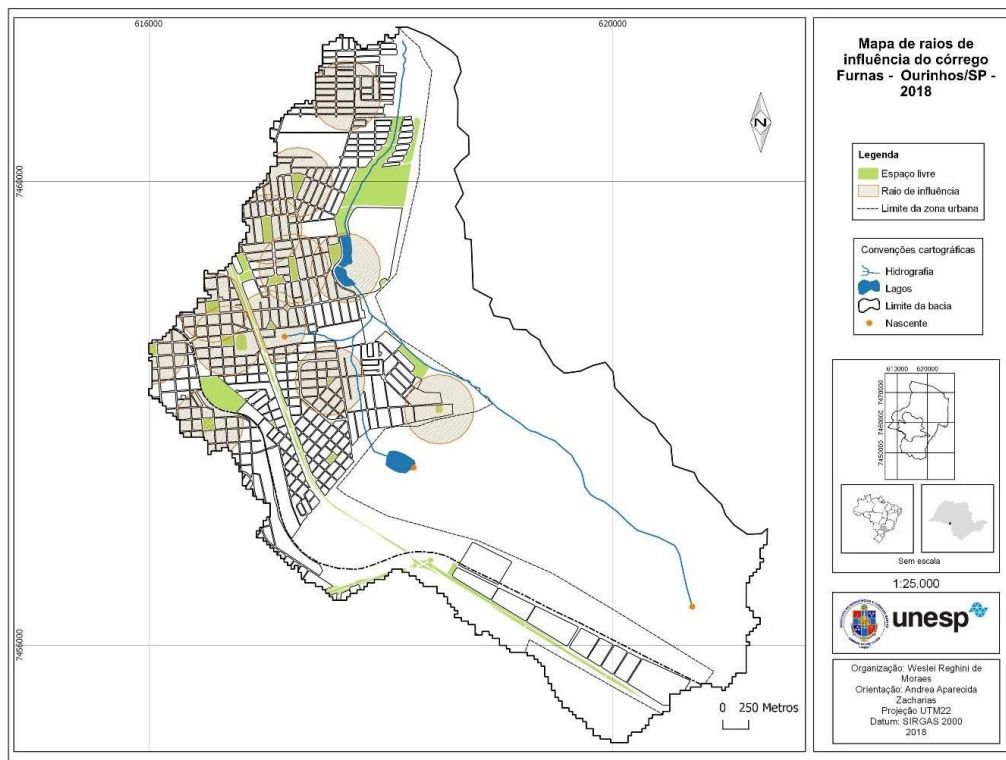 616000
620000
7460000
7456000
0 250 Metros
Mapa de raios de
influência do córrego
Furnas - Ourinhos/SP -
2018
N
Legenda
Espaço livre
Raio de influência
Limite da zona urbana
Convenções cartográficas
Hidrografia
Lagos
Limite da bacia
Nascente
610000 620000
7470000
7460000
7450000
Sem escala
1:25.000
unesp
Organização: Weslei Reghini de
Moraes
Orientação: Andrea Aparecida
Zacharias
Projeção UTM22
Datum: SIRGAS 2000
2018